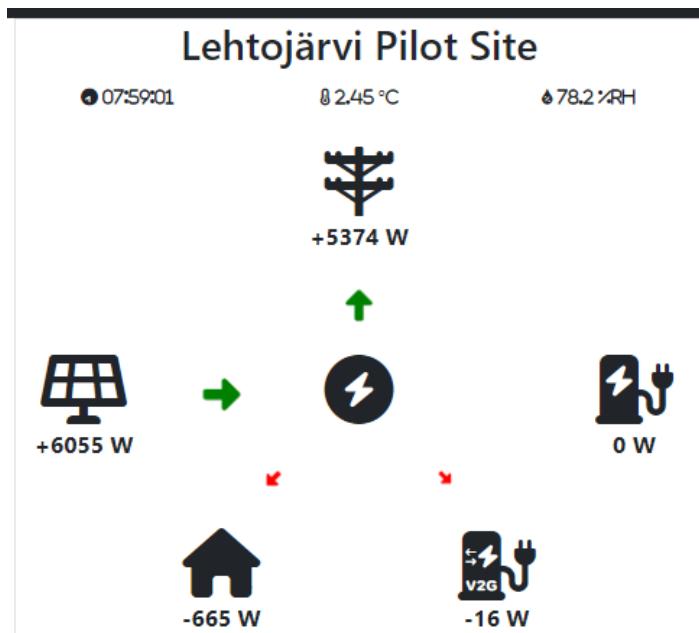 Lehtojärvi Pilot Site
07:59:01 2.45 °C 78.2 %RH
+5374 W
+6055 W
0 W
V2G
-665 W
-16 W